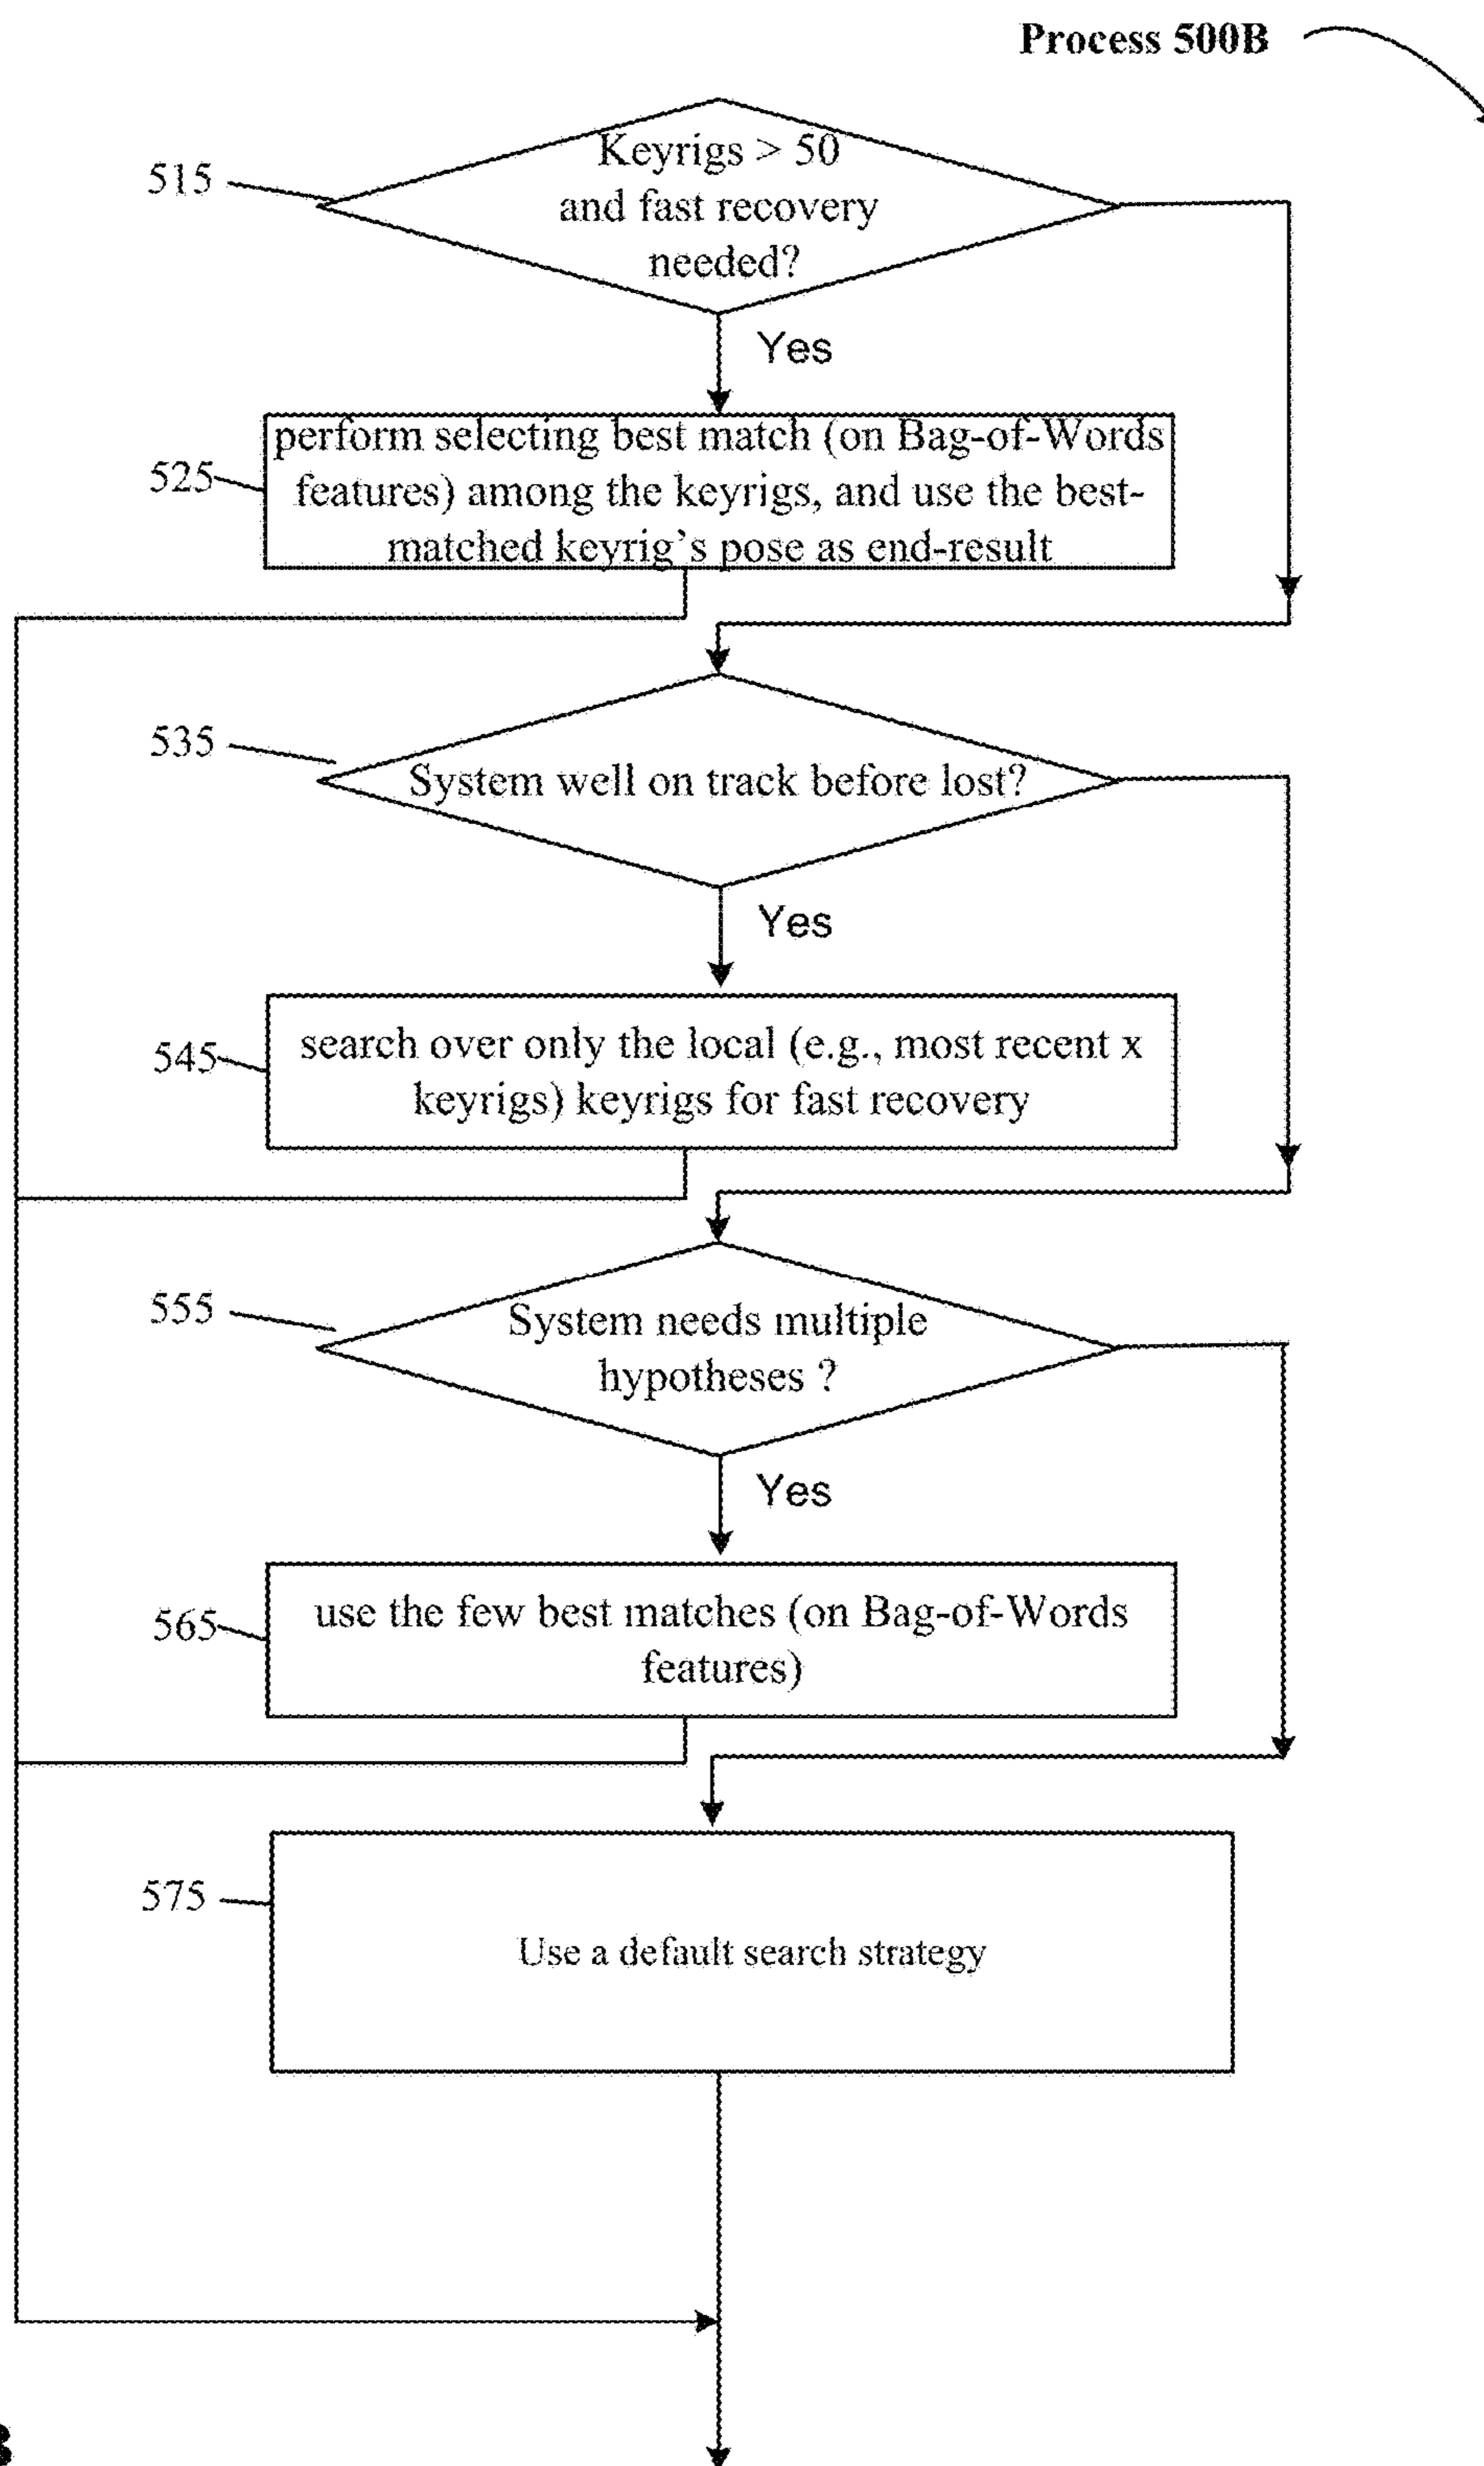 Process 500B
515
Keyrigs > 50
and fast recovery
needed?
Yes
525
perform selecting best match (on Bag-of-Words
features) among the keyrigs, and use the best-
matched keyrig's pose as end-result
535
System well on track before lost?
Yes
545
search over only the local (e.g., most recent x
keyrigs) keyrigs for fast recovery
555
System needs multiple
hypotheses ?
Yes
565
use the few best matches (on Bag-of-Words
features)
575
Use a default search strategy